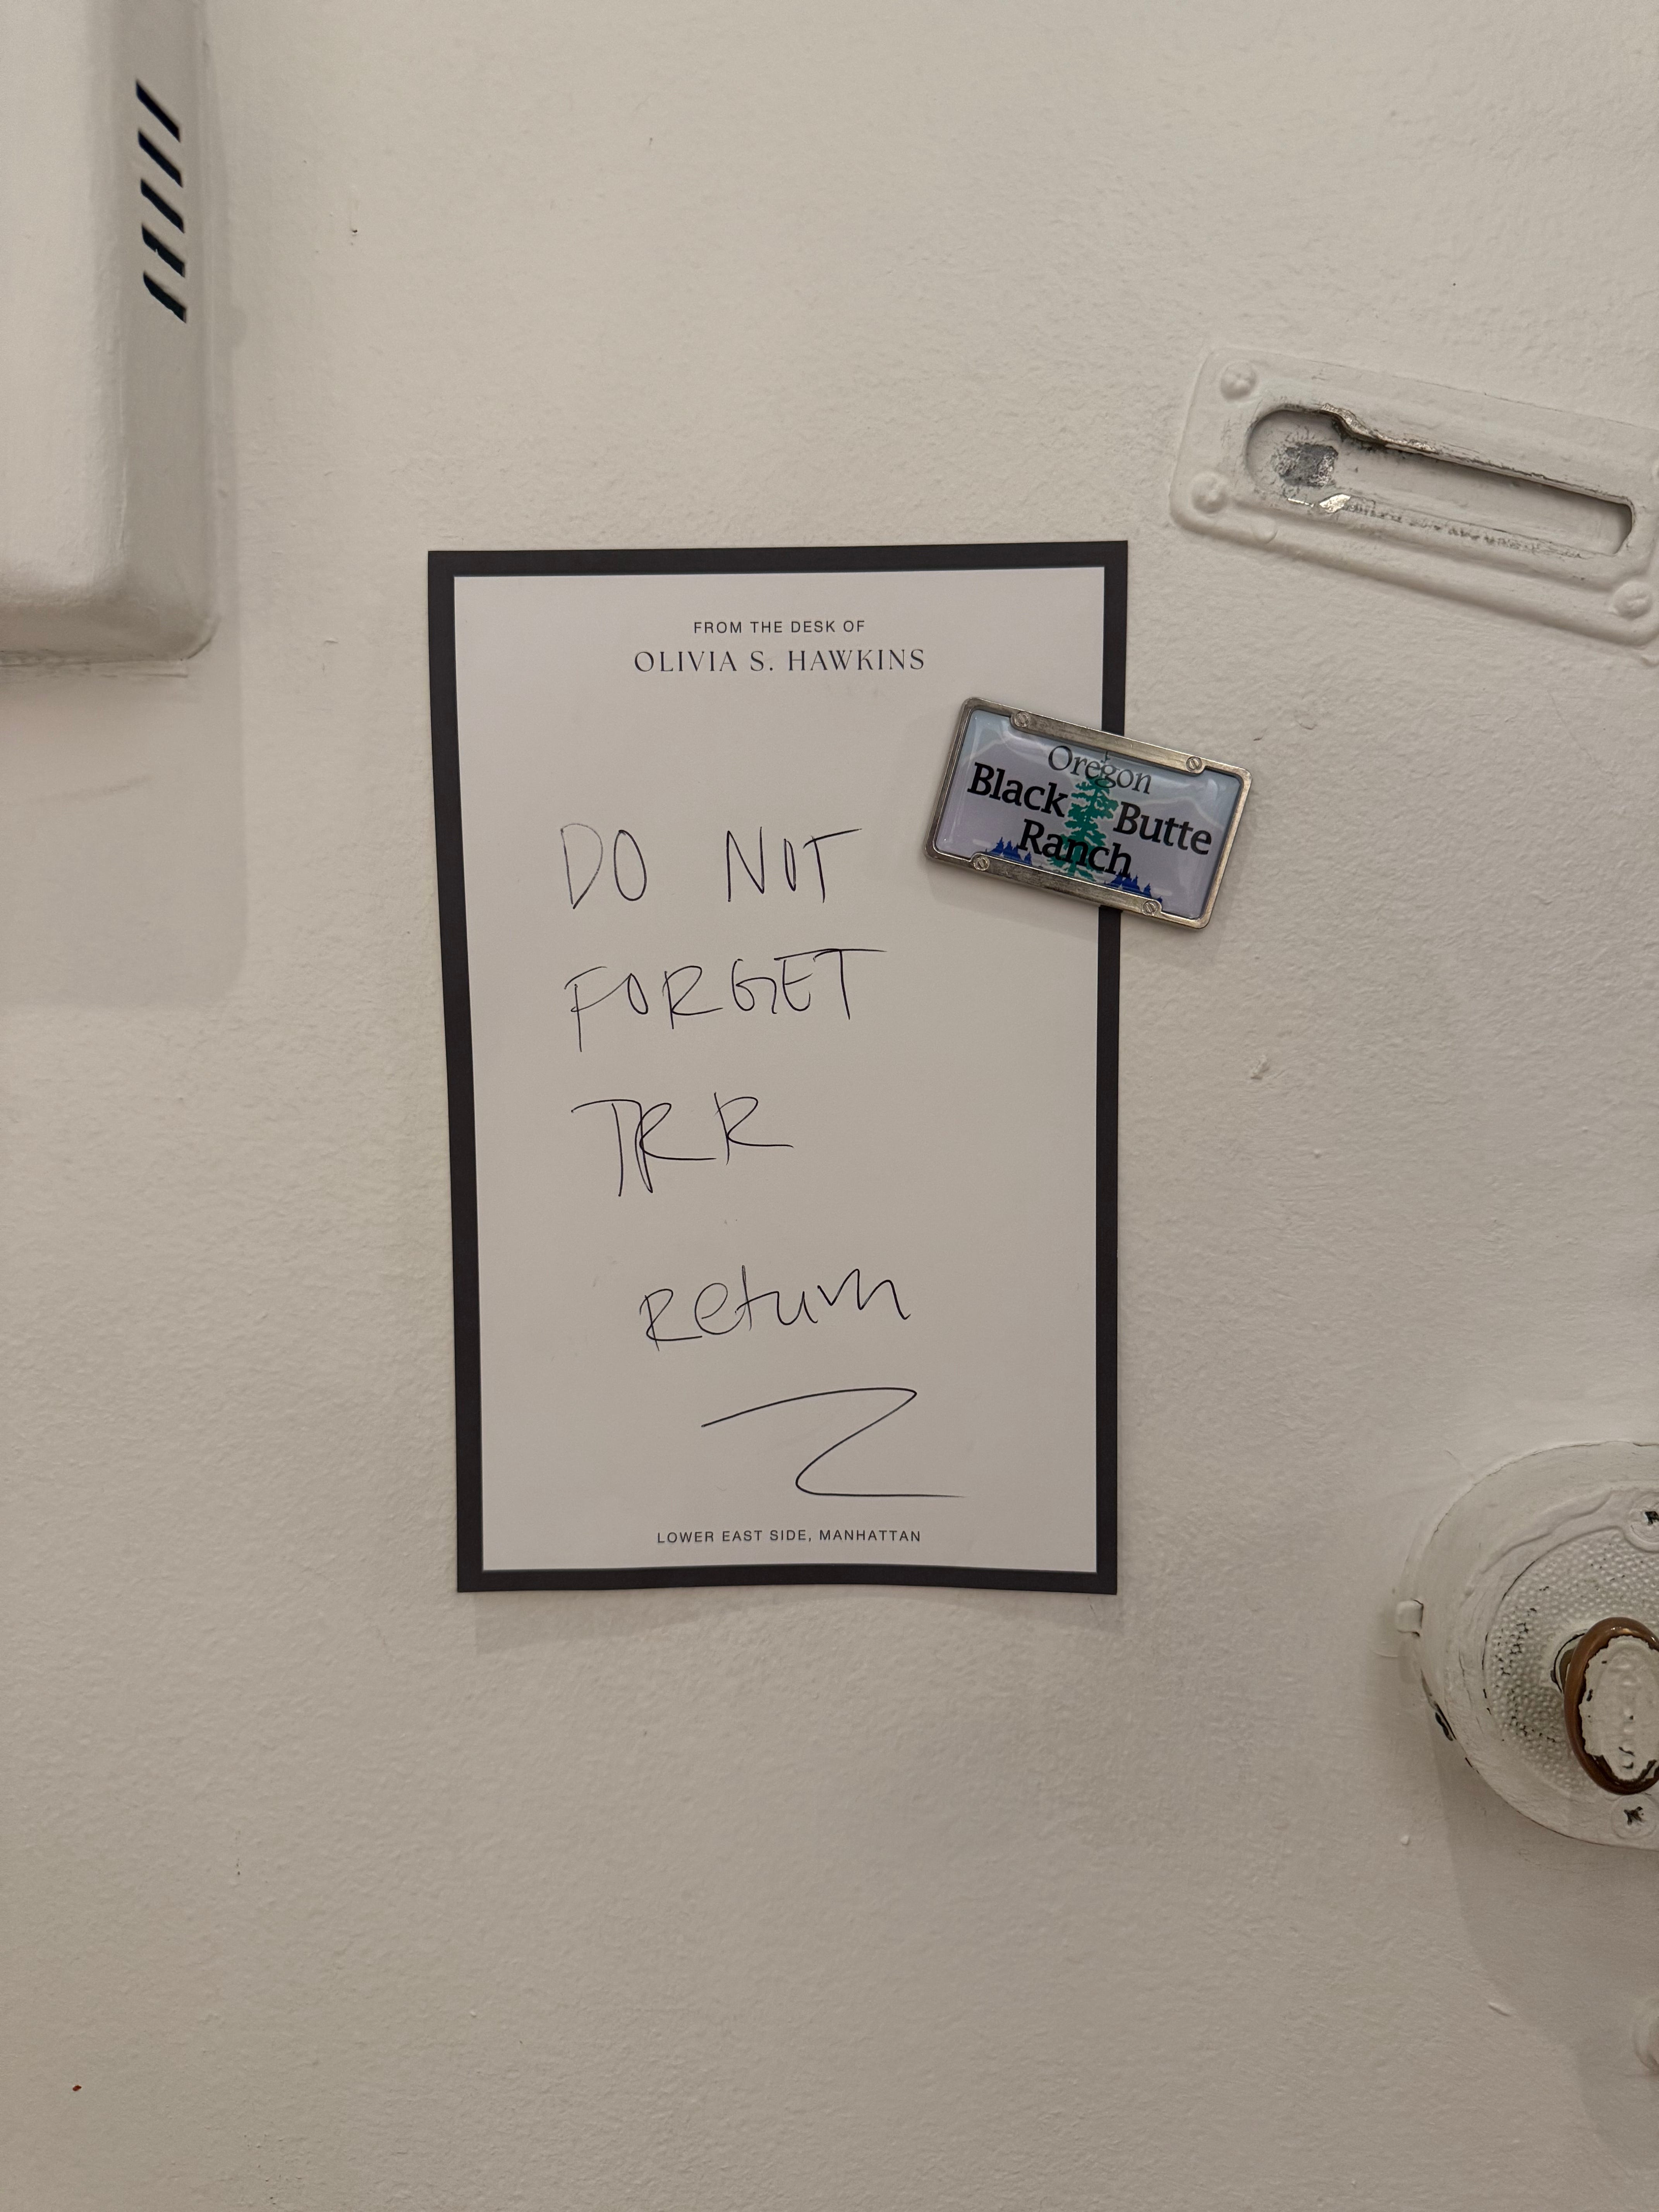 FROM THE DESK OF
OLIVIA S. HAWKINS
Oregon
Black Butte
Ranch
DO NOT
FORGET
TRR
Return
LOWER EAST SIDE, MANHATTAN